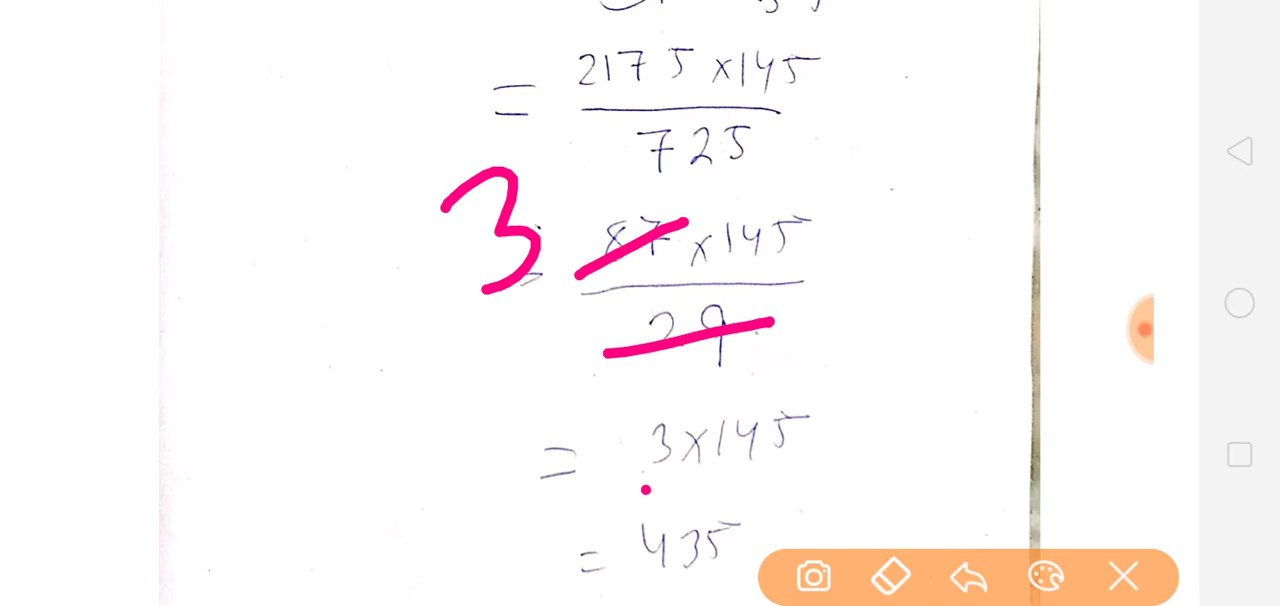 = 2175 x 145
725
3 = 87 x 145
29
= 3 x 145
= 435